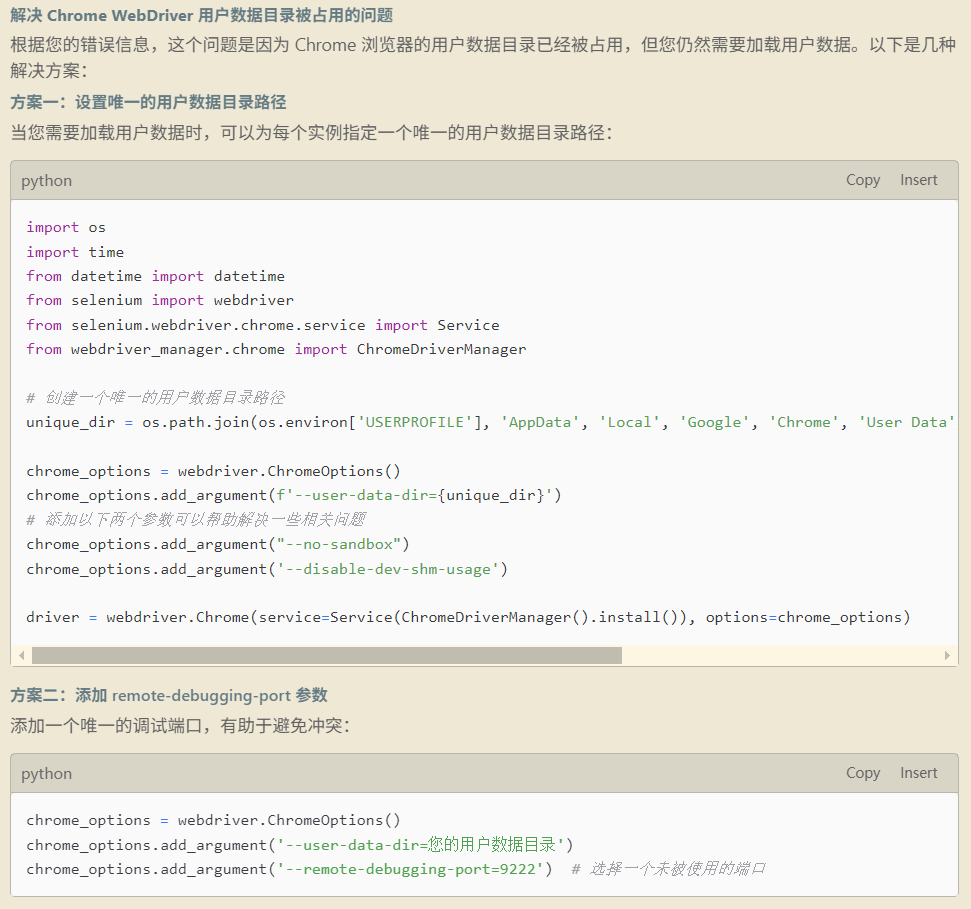 解决 Chrome WebDriver 用户数据目录被占用的问题
根据您的错误信息，这个问题是因为 Chrome 浏览器的用户数据目录已经被占用，但您仍然需要加载用户数据。以下是几种
解决方案：
方案一：设置唯一的用户数据目录路径
当您需要加载用户数据时，可以为每个实例指定一个唯一的用户数据目录路径：
python Copy Insert
import os
import time
from datetime import datetime
from selenium import webdriver
from selenium.webdriver.chrome.service import Service
from webdriver_manager.chrome import ChromeDriverManager
# 创建一个唯一的用户数据目录路径
unique_dir = os.path.join(os.environ['USERPROFILE'], 'AppData', 'Local', 'Google', 'Chrome', 'User Data'
chrome_options = webdriver.ChromeOptions()
chrome_options.add_argument(f'--user-data-dir={unique_dir}')
# 添加以下两个参数可以帮助解决一些相关问题
chrome_options.add_argument("--no-sandbox")
chrome_options.add_argument('--disable-dev-shm-usage')
driver = webdriver.Chrome(service=Service(ChromeDriverManager().install()), options=chrome_options)
方案二：添加 remote-debugging-port 参数
添加一个唯一的调试端口，有助于避免冲突：
python Copy Insert
chrome_options = webdriver.ChromeOptions()
chrome_options.add_argument('--user-data-dir=您的用户数据目录')
chrome_options.add_argument('--remote-debugging-port=9222') # 选择一个未被使用的端口